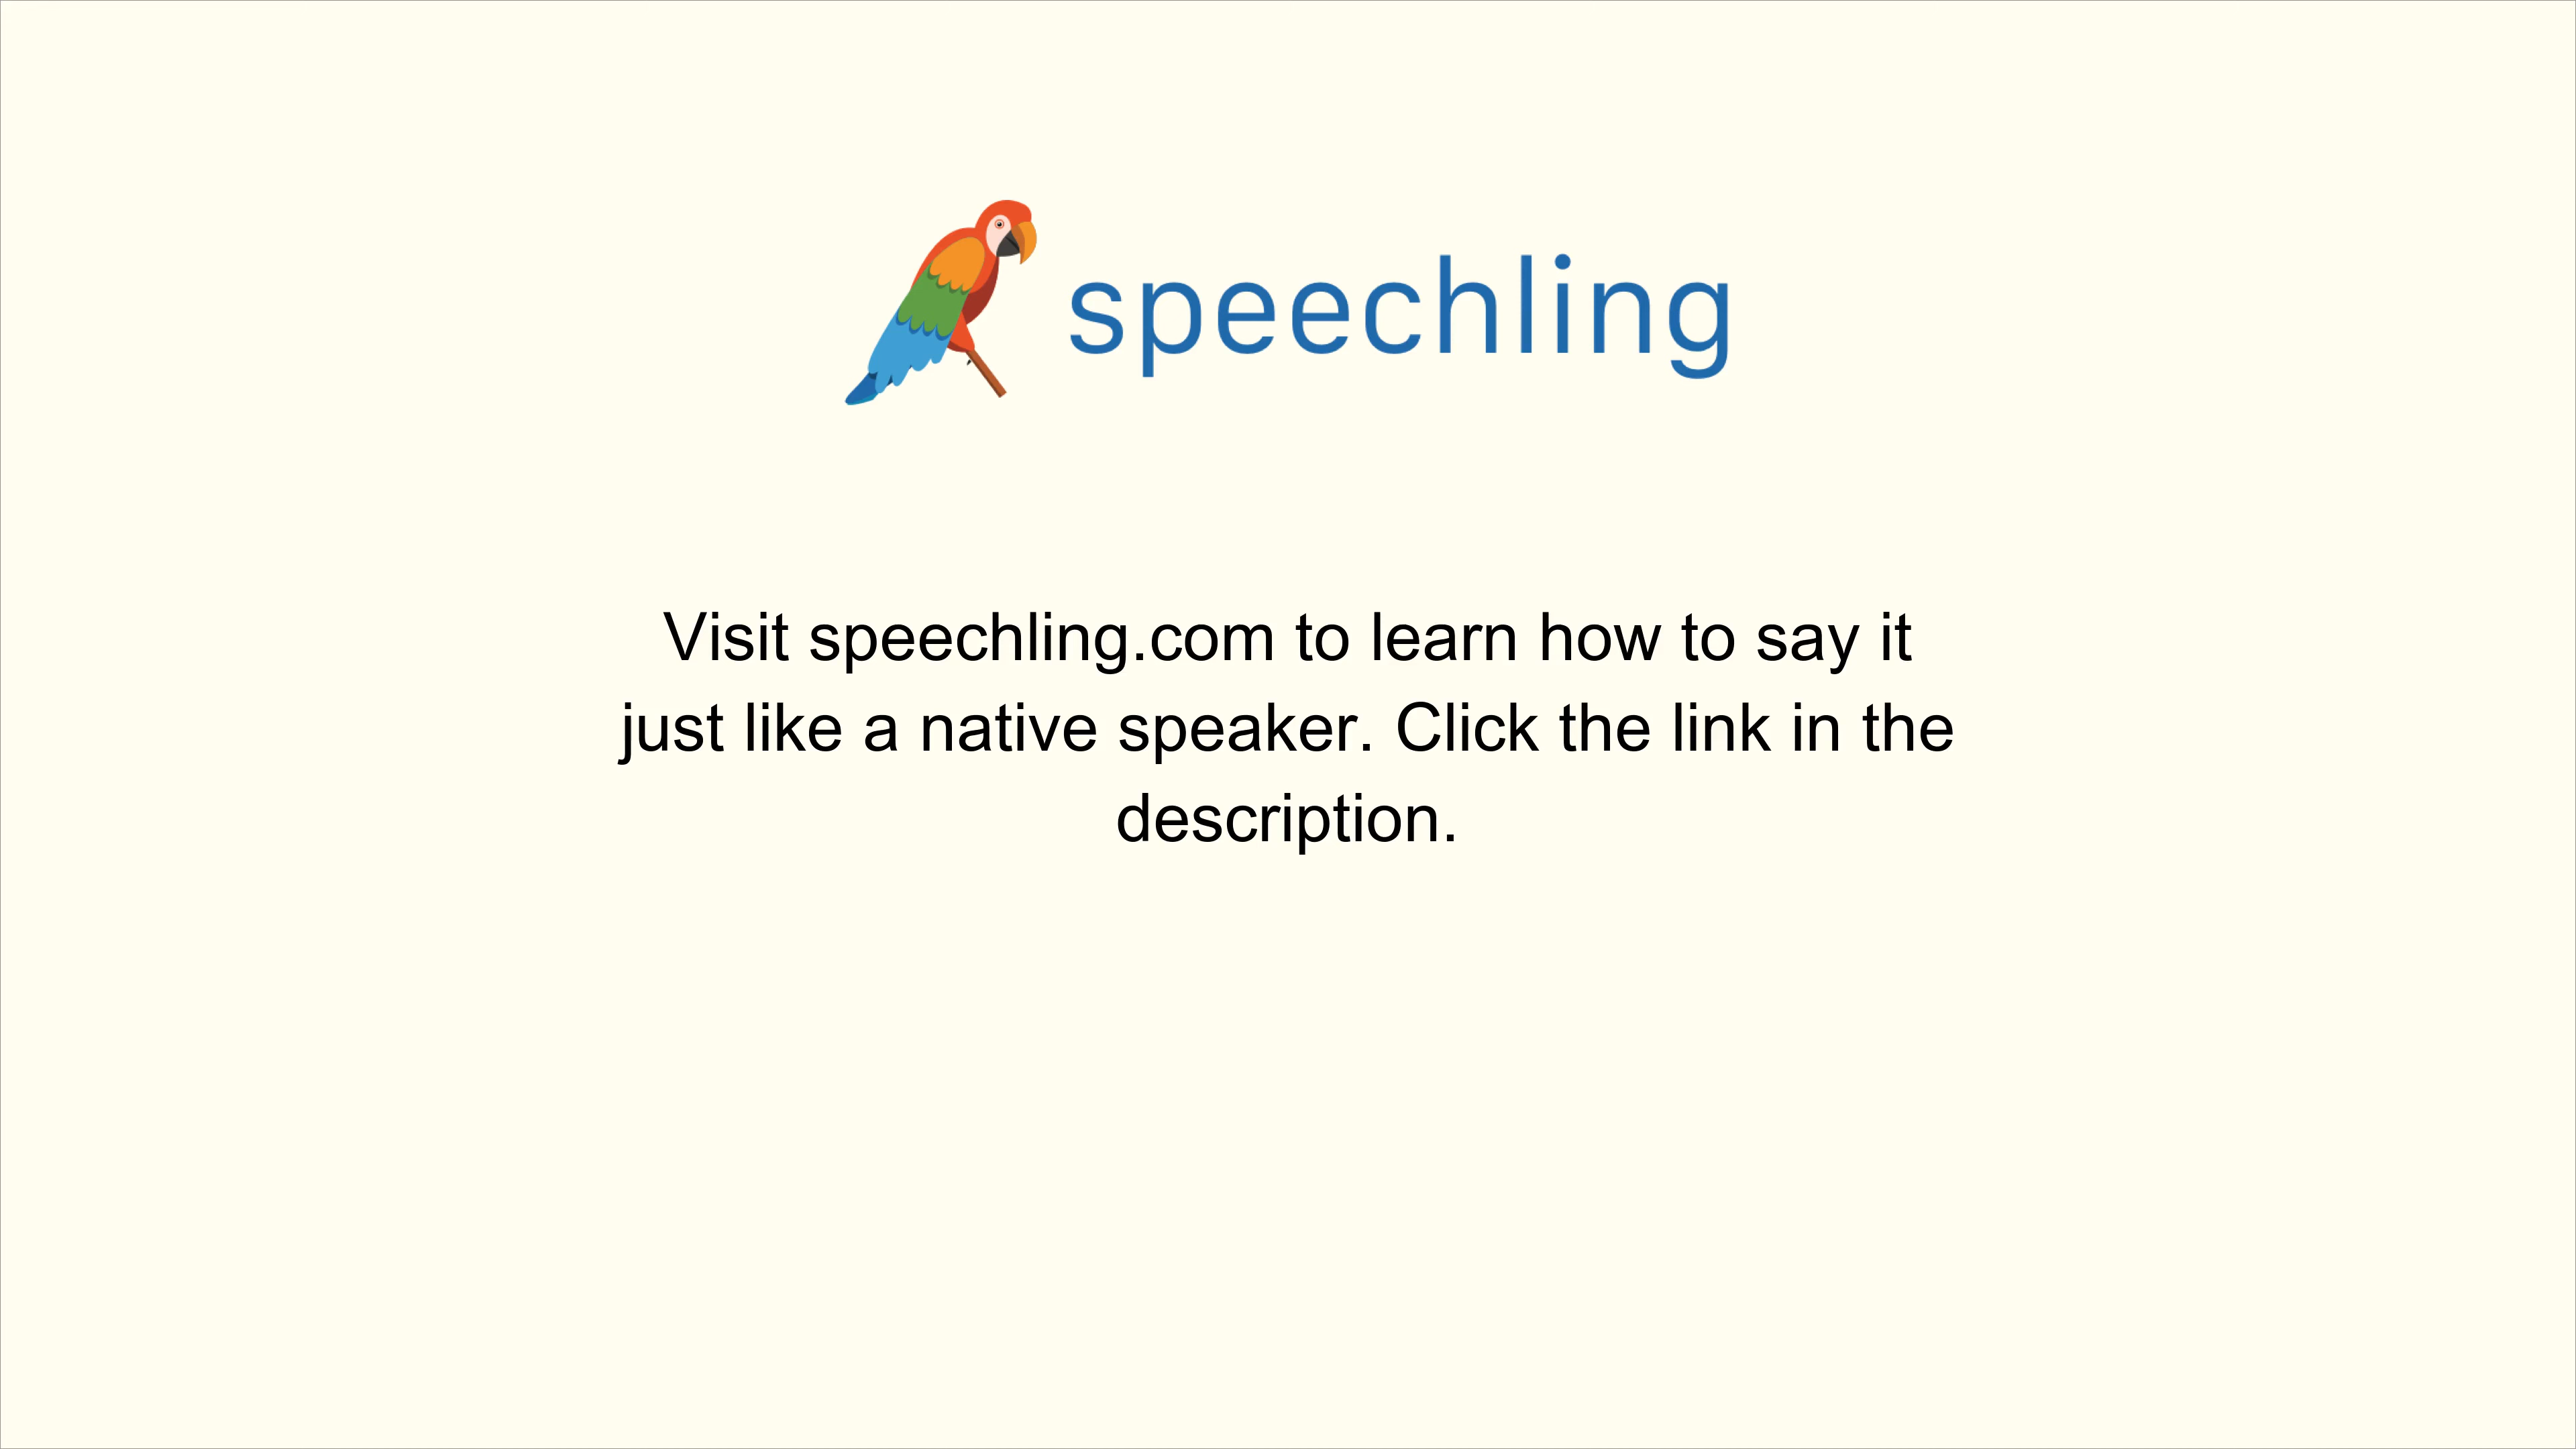 speechling
Visit speechling.com to learn how to say it
just like a native speaker. Click the link in the
description.